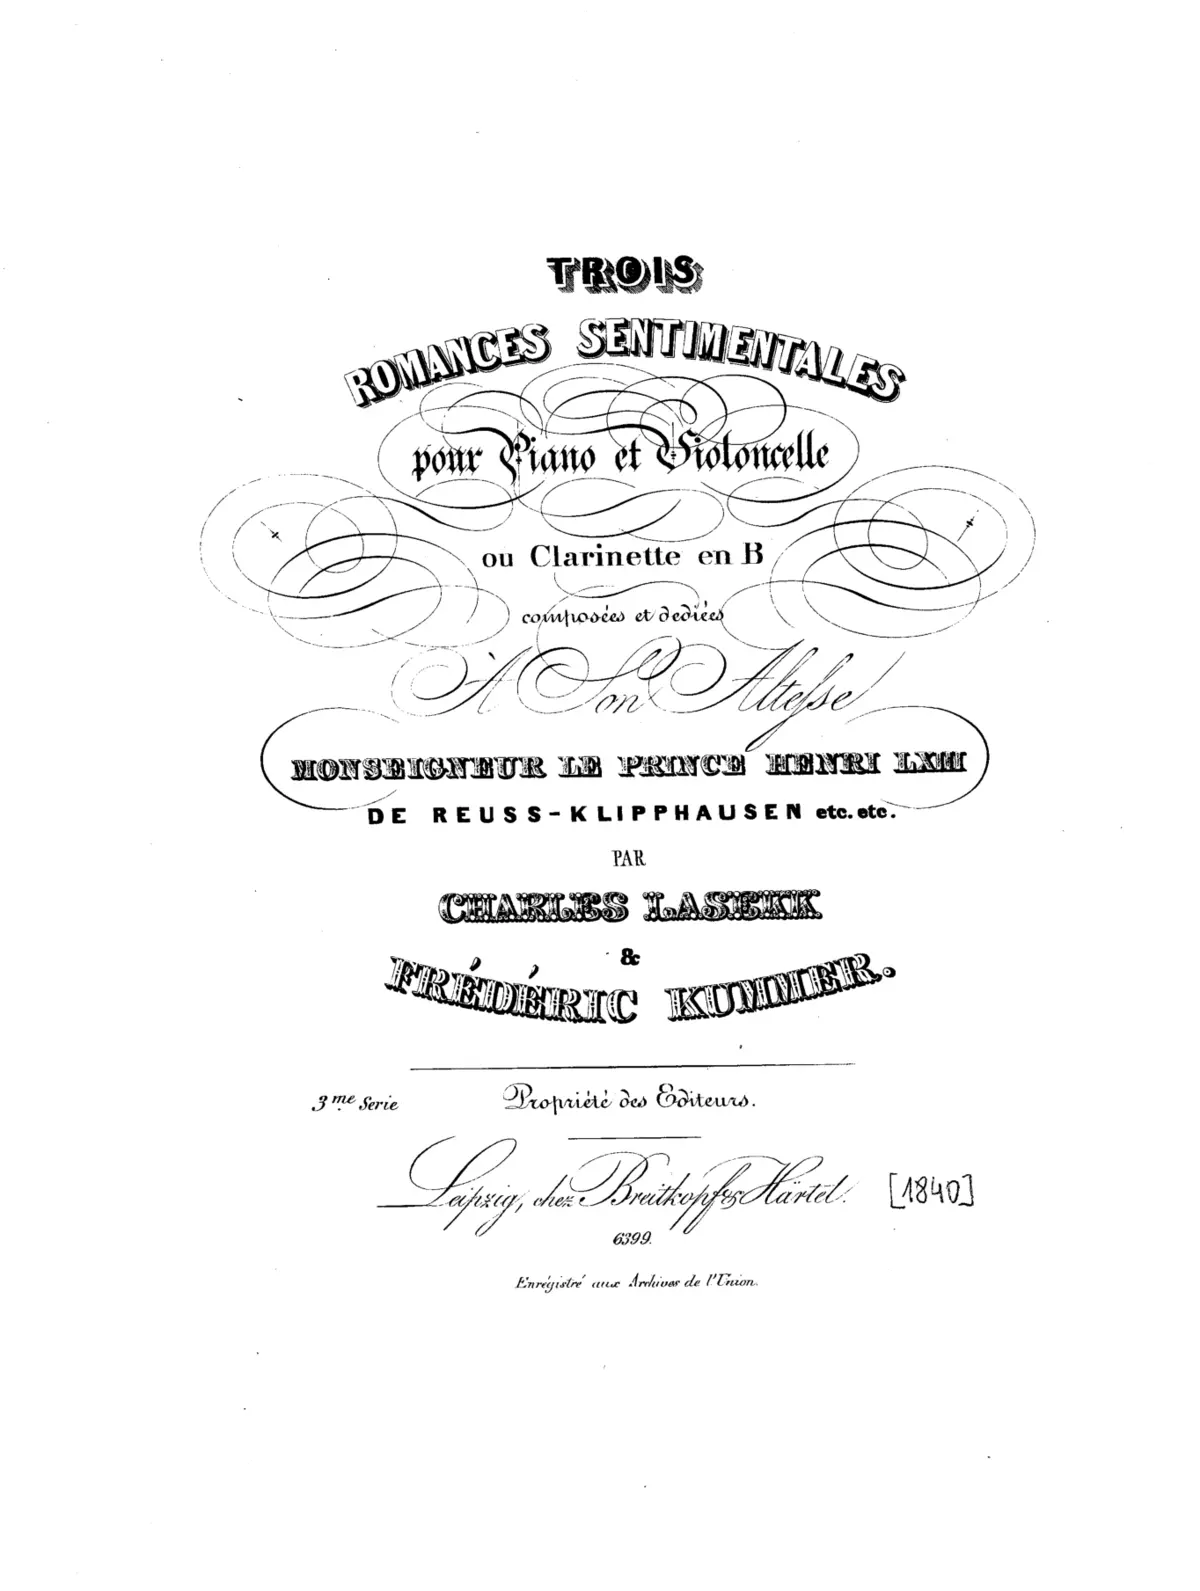 TROIS
ROMANCES SENTIMENTALES
pour Piano et Violoncelle
ou Clarinette en B
composées et dediées
À Son Altesse
MONSEIGNEUR LE PRINCE HENRI LXIII
DE REUSS-KLIPPHAUSEN etc. etc.
PAR
CHARLES LASEKK
&
FRÉDÉRIC KUMMER.
3me Serie
Propriété des Editeurs.
Leipzig, chez Breitkopf & Härtel.
[1840]
6399.
Enrégistré aux Archives de l'Union.